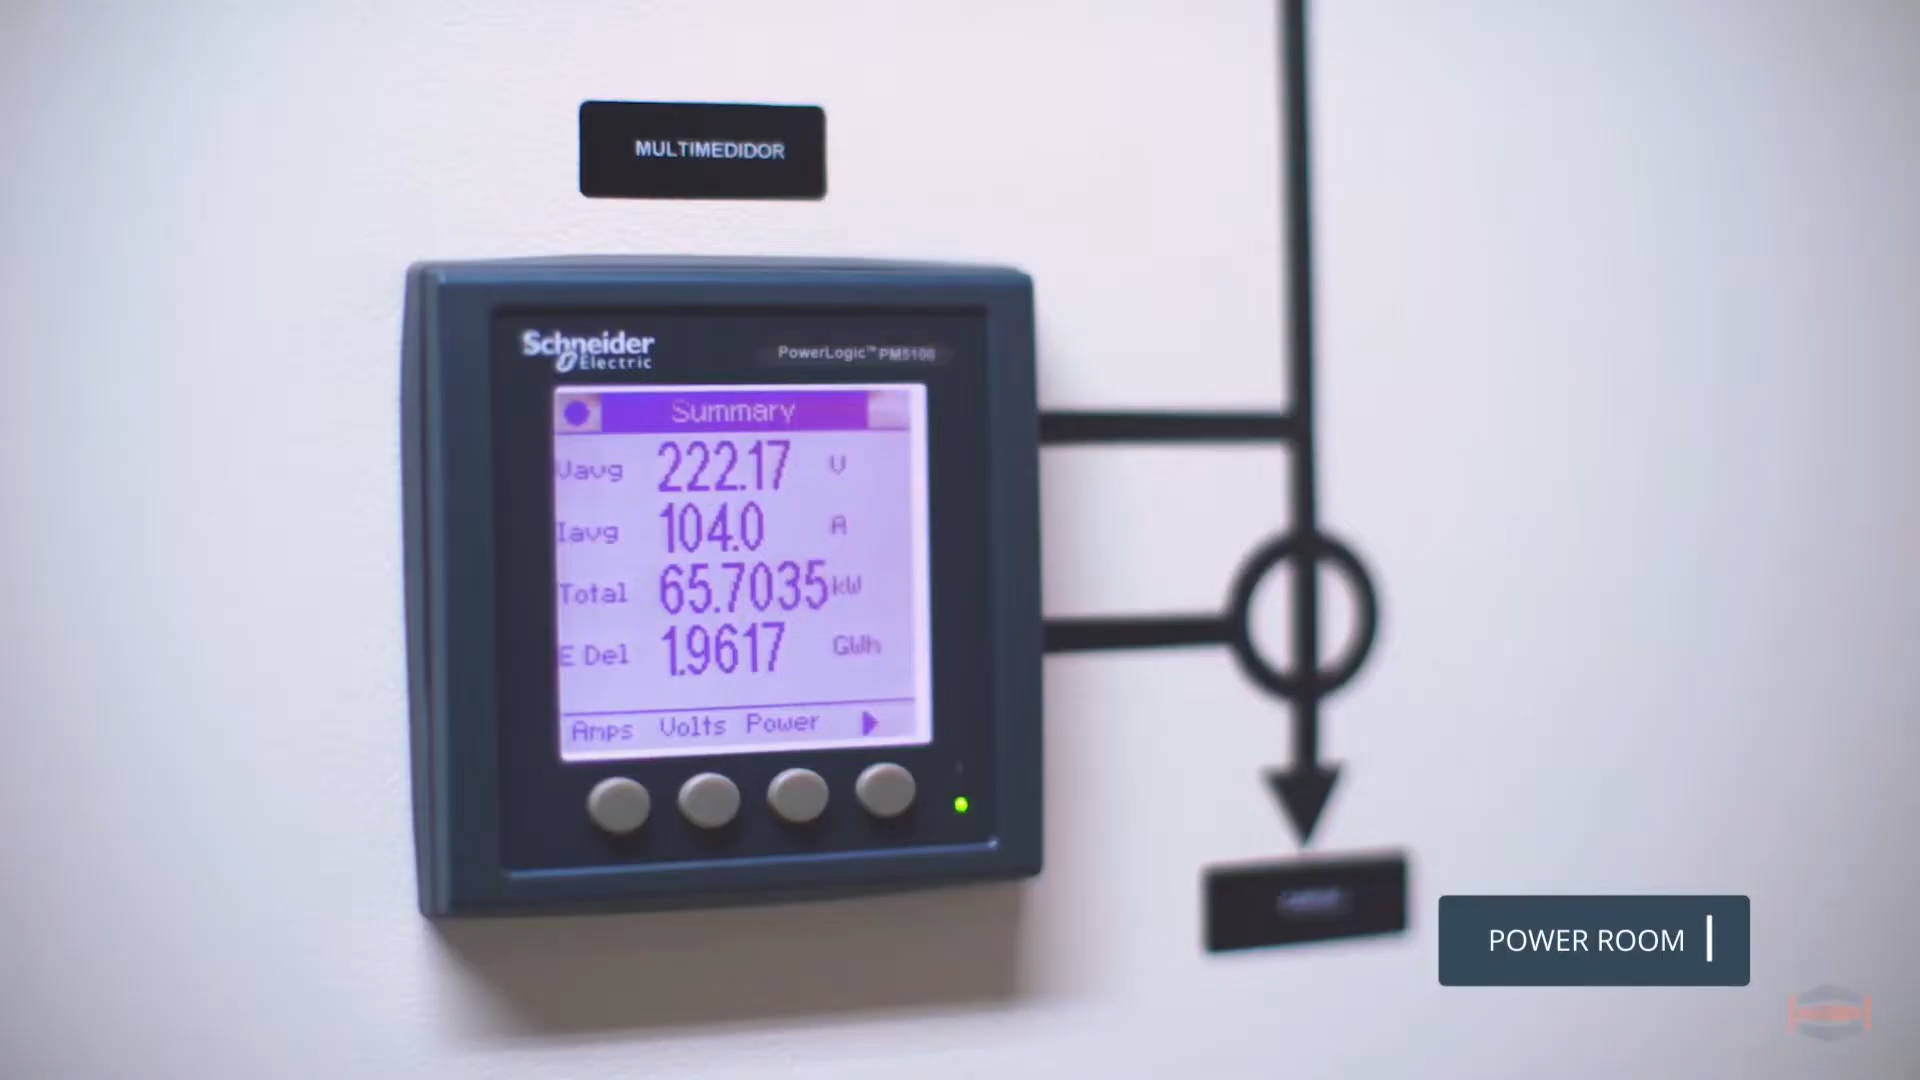 MULTIMEDIDOR
Schneider
Electric
PowerLogic™ PM5100
Summary
Vavg 222.17 V
Iavg 104.0 A
Total 65.7035 kW
E Del 1.9617 GWh
Amps Volts Power
POWER ROOM